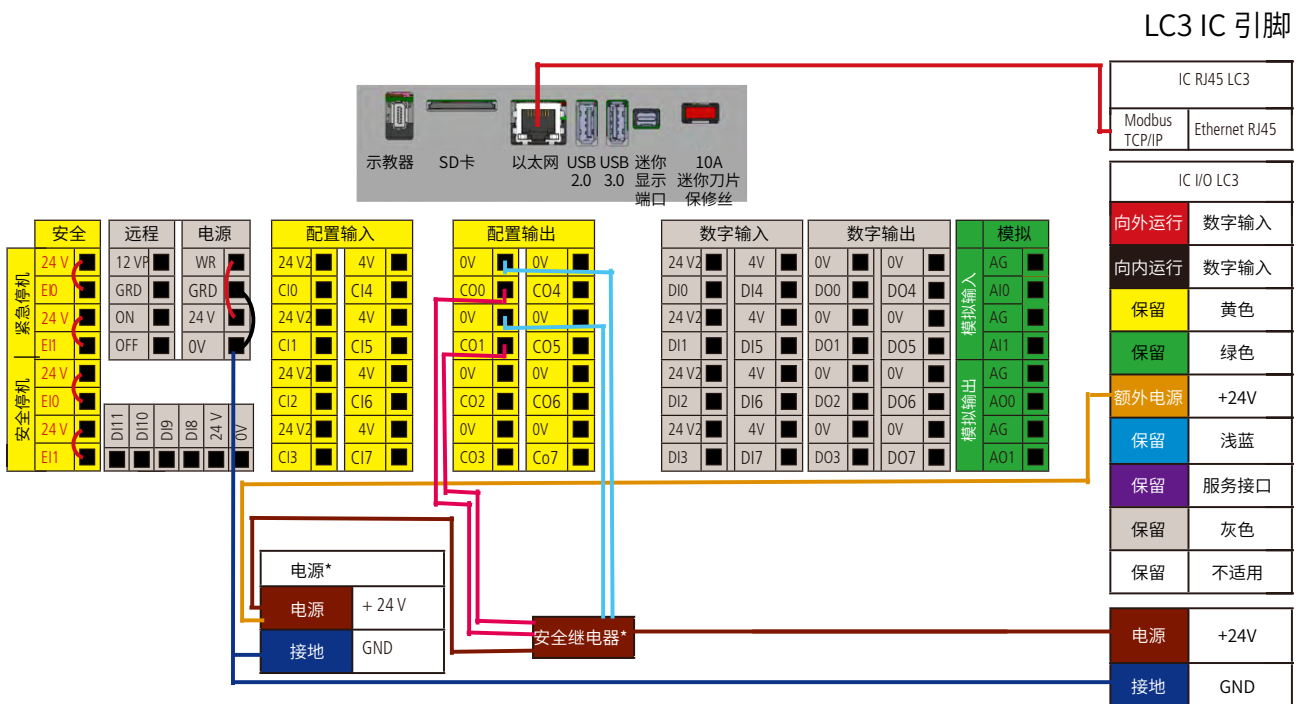 LC3 IC 引脚
IC RJ45 LC3
Modbus TCP/IP
Ethernet RJ45
示教器
SD卡
以太网
USB 2.0
USB 3.0
迷你显示端口
10A
迷你刀片
保修丝
IC I/O LC3
向外运行 数字输入
向内运行 数字输入
保留 黄色
保留 绿色
额外电源 +24V
保留 浅蓝
保留 服务接口
保留 灰色
保留 不适用
电源 +24V
接地 GND
安全
紧急停机
24 V
EI0
24 V
EI1
安全停机
24 V
EI0
24 V
EI1
远程
12 VP
GRD
ON
OFF
电源
WR
GRD
24 V
0V
DI11
DI10
DI9
DI8
24 V
0V
配置输入
24 V2 4V
CI0 CI4
24 V2 4V
CI1 CI5
24 V2 4V
CI2 CI6
24 V2 4V
CI3 CI7
配置输出
0V 0V
CO0 CO4
0V 0V
CO1 CO5
0V 0V
CO2 CO6
0V 0V
CO3 Co7
数字输入
24 V2 4V
DI0 DI4
24 V2 4V
DI1 DI5
24 V2 4V
DI2 DI6
24 V2 4V
DI3 DI7
数字输出
0V 0V
DO0 DO4
0V 0V
DO1 DO5
0V 0V
DO2 DO6
0V 0V
DO3 DO7
模拟
模拟输入
AG
AI0
AG
AI1
模拟输出
AG
AO0
AG
AO1
电源*
电源 + 24 V
接地 GND
安全继电器*